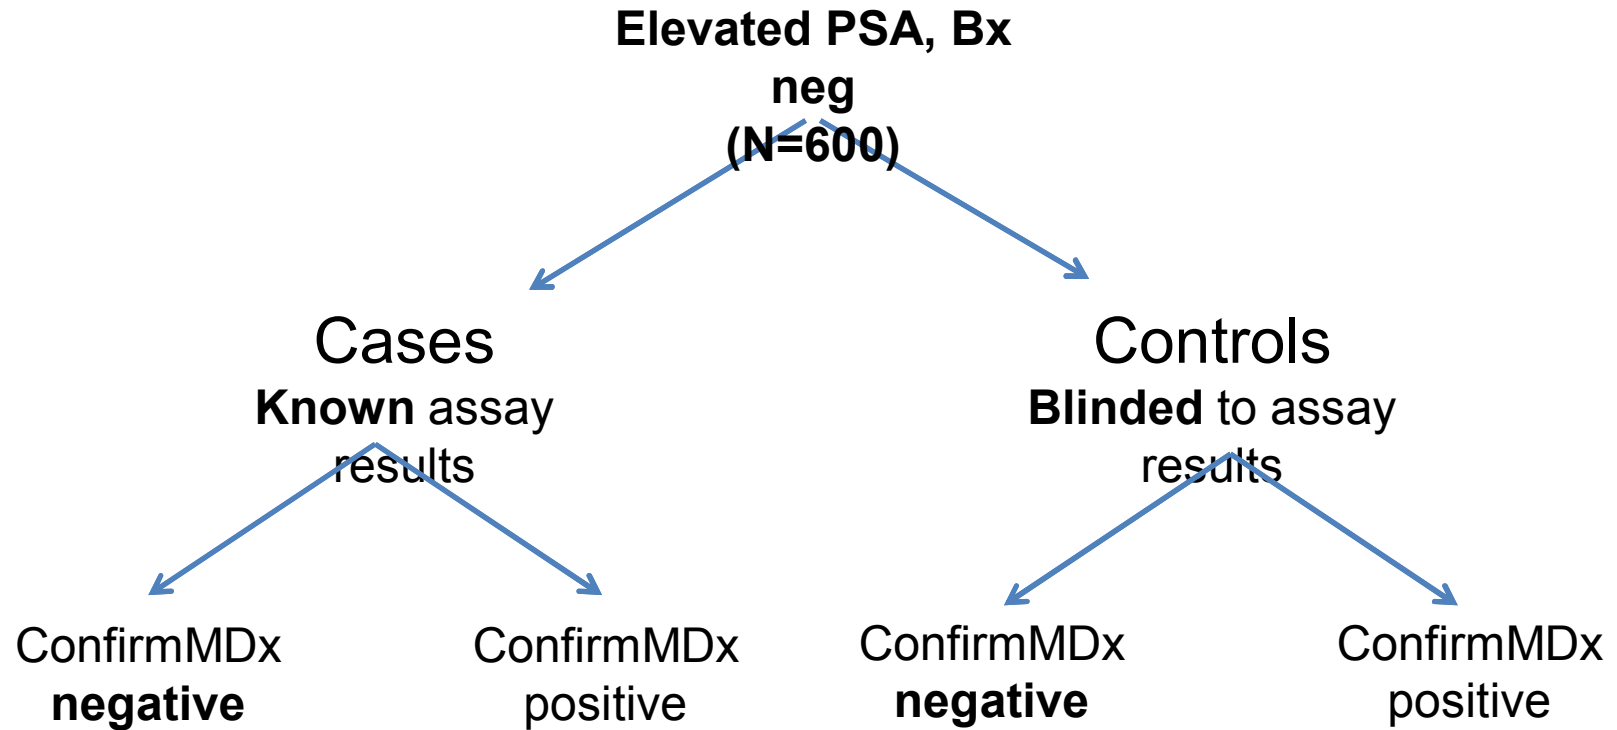 Elevated PSA, Bx
neg
(N=600)
Cases
Known assay
results
Controls
Blinded to assay
results
ConfirmMDx
negative
ConfirmMDx
positive
ConfirmMDx
negative
ConfirmMDx
positive